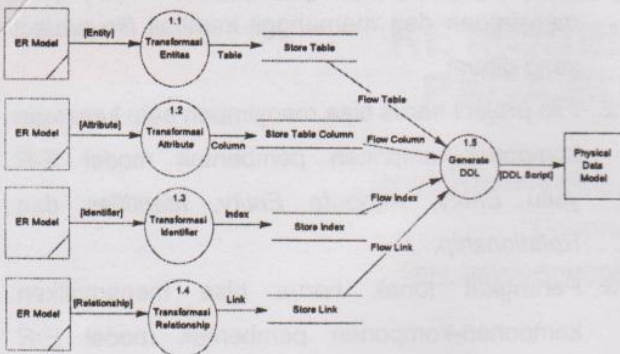 ER Model
[Entity]
1.1
Transformasi
Entitas
Table
Store Table
Flow Table
ER Model
[Attribute]
1.2
Transformasi
Attribute
Column
Store Table Column
Flow Column
1.5
Generate
DDL
[DDL Script]
Physical
Data
Model
ER Model
[Identifier]
1.3
Transformasi
Identifier
Index
Store Index
Flow Index
ER Model
[Relationship]
1.4
Transformasi
Relationship
Link
Store Link
Flow Link